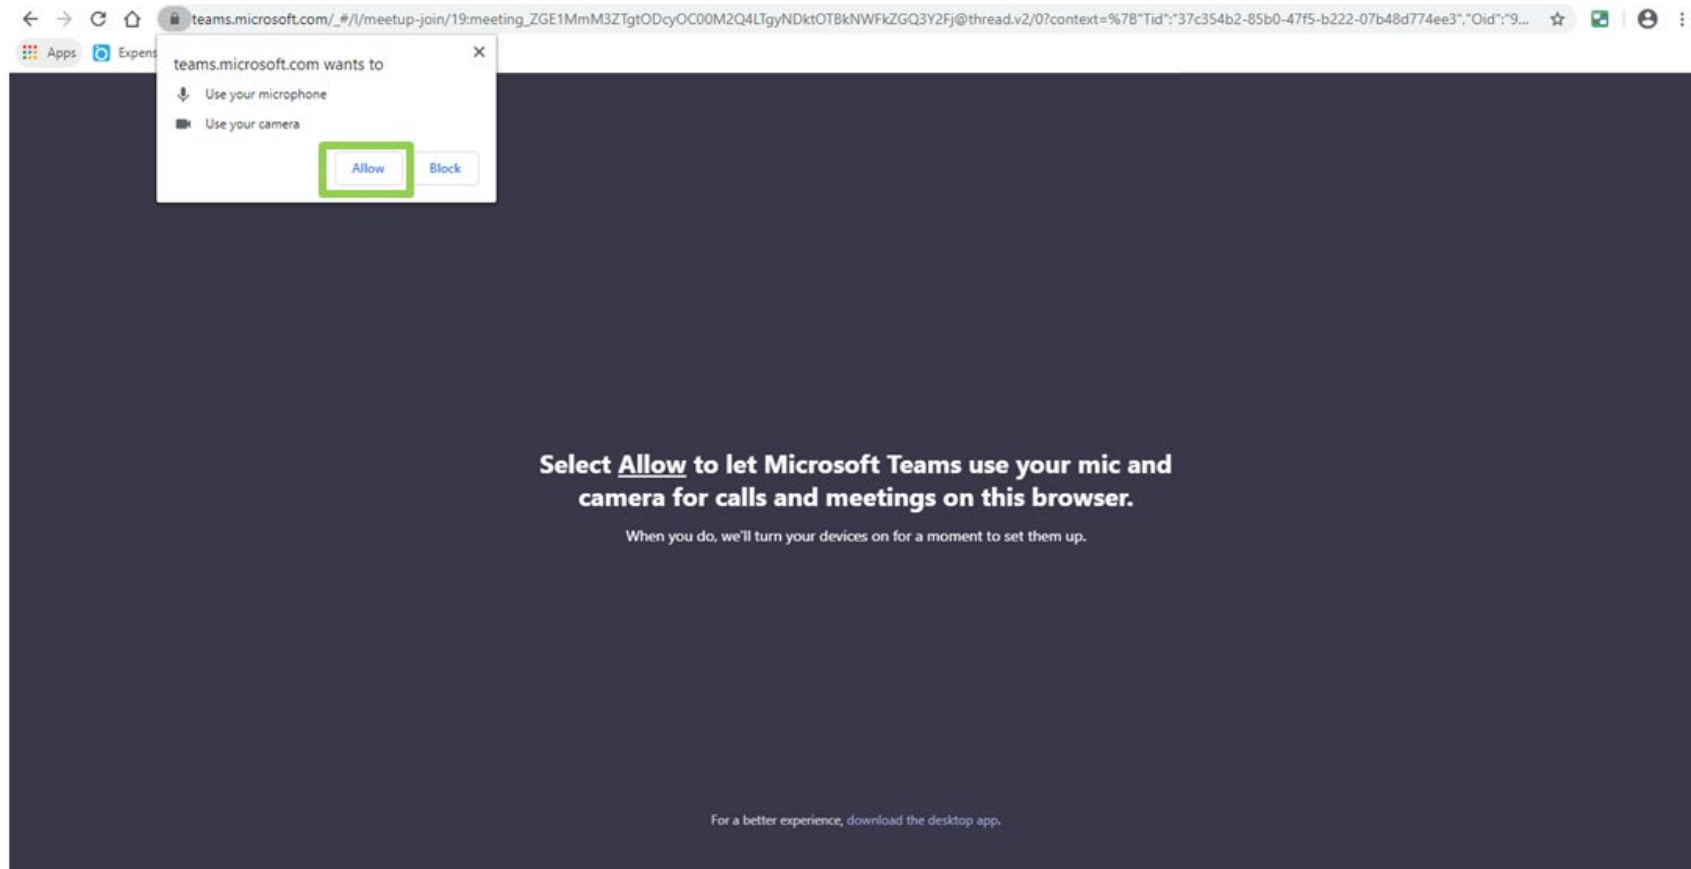 teams.microsoft.com/_#/l/meetup-join/19:meeting_ZGE1MmM3ZTgtODcyOC00M2Q4LTgyNDktOTBkNWFkZGQ3Y2Fj@thread.v2/0?context=%7B"Tid":"37c354b2-85b0-47f5-b222-07b48d774ee3","Oid":"9...
Apps Expens
teams.microsoft.com wants to
Use your microphone
Use your camera
Allow Block
Select Allow to let Microsoft Teams use your mic and
camera for calls and meetings on this browser.
When you do, we'll turn your devices on for a moment to set them up.
For a better experience, download the desktop app.